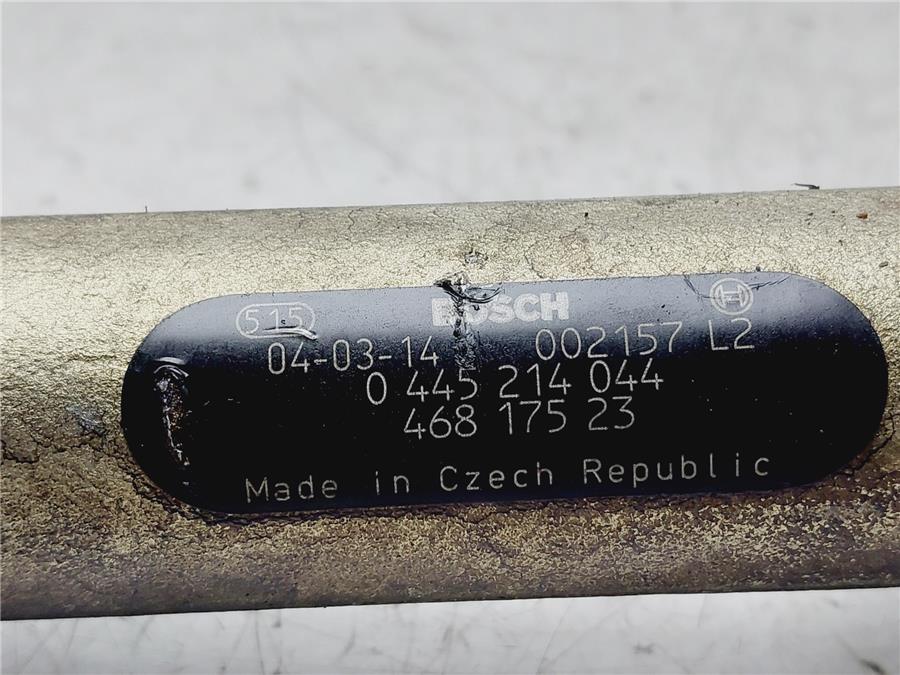 BOSCH
515
04-03-14 002157 L2
0 445 214 044
468 175 23
Made in Czech Republic